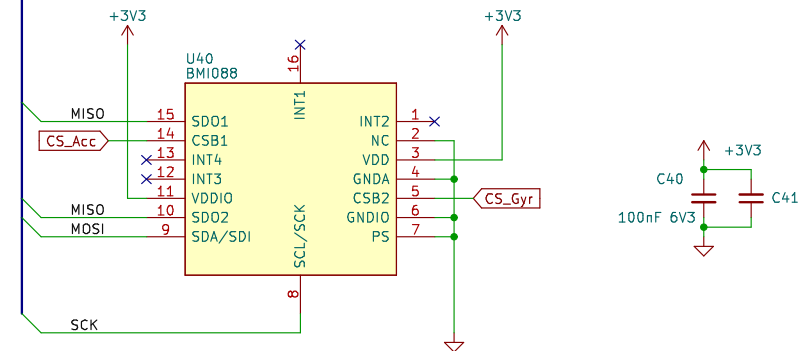 +3V3
+3V3
U40
BMI088
16
INT1
MISO
15
SDO1
INT2
1
CS_Acc
14
CSB1
NC
2
13
INT4
VDD
3
+3V3
12
INT3
GNDA
4
C40
11
VDDIO
CSB2
5
CS_Gyr
C41
MISO
10
SDO2
GNDIO
6
100nF 6V3
MOSI
9
SDA/SDI
SCL/SCK
PS
7
8
SCK